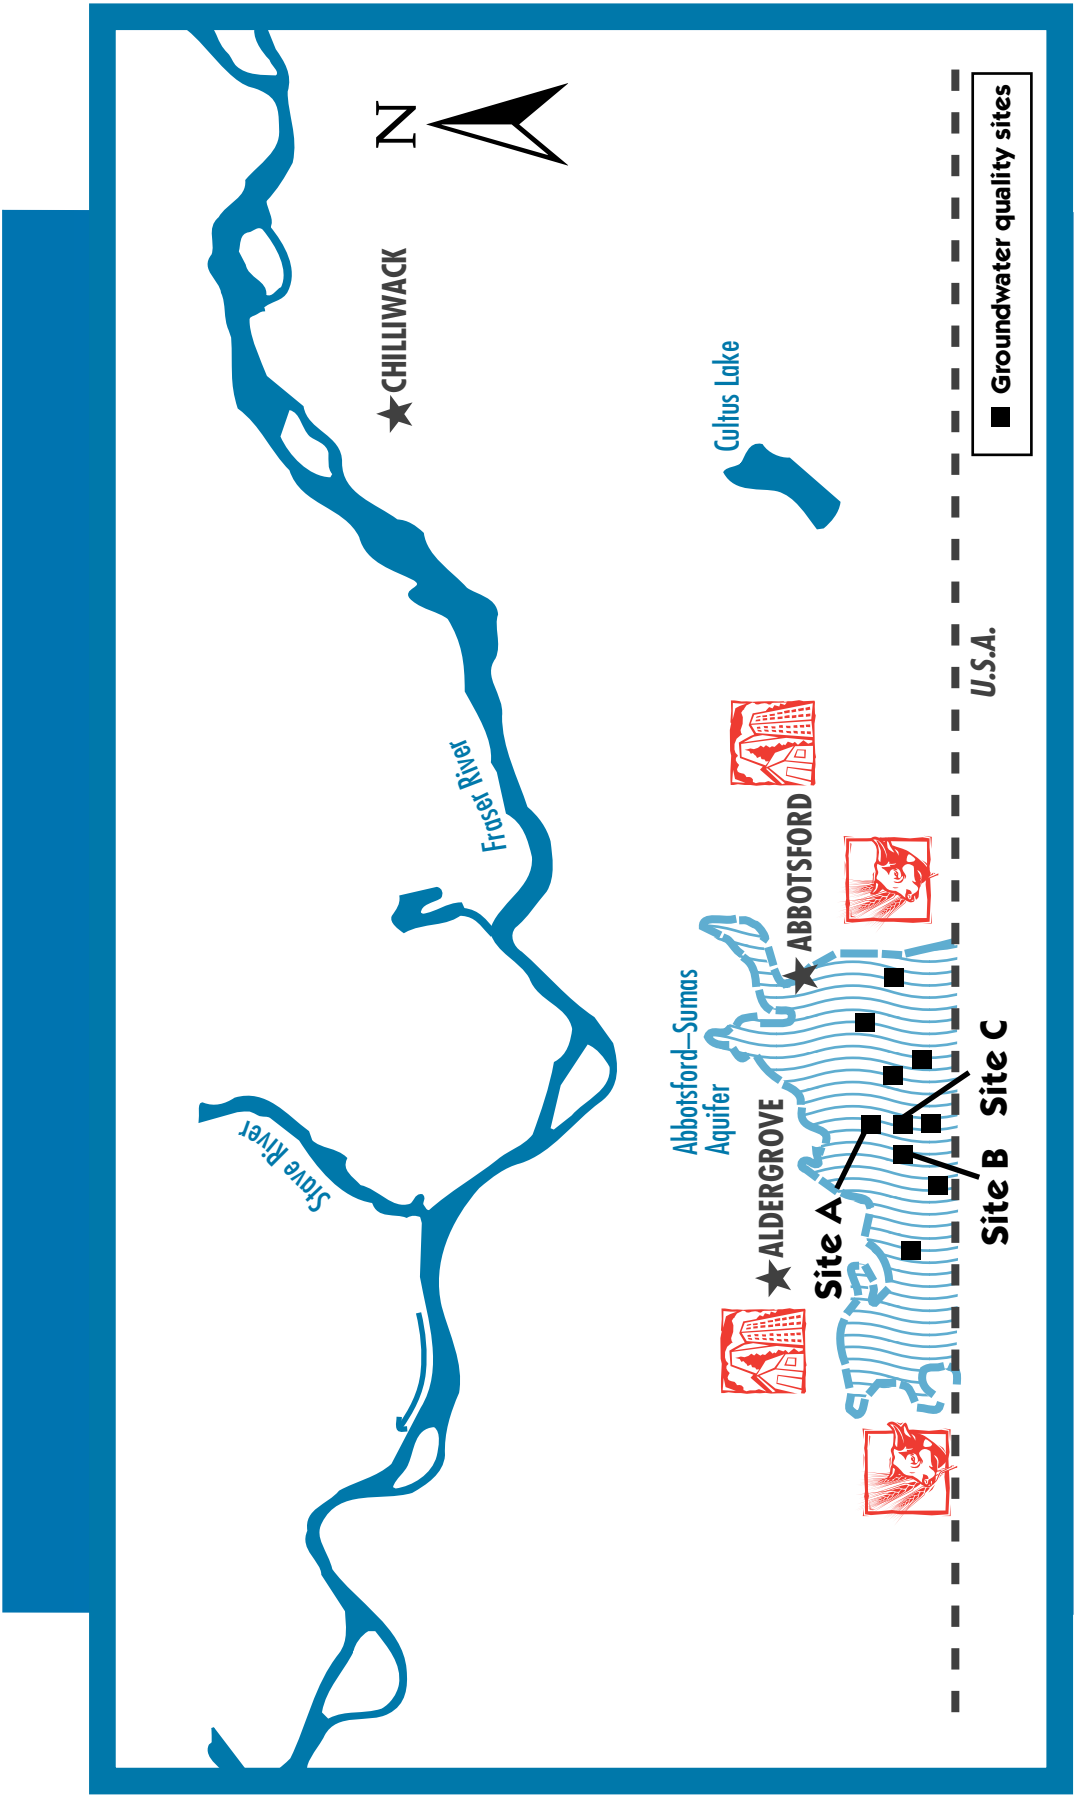 N
CHILLIWACK
Fraser River
Stave River
Cultus Lake
Abbotsford–Sumas
Aquifer
ABBOTSFORD
ALDERGROVE
Site A
Site B
Site C
U.S.A.
Groundwater quality sites